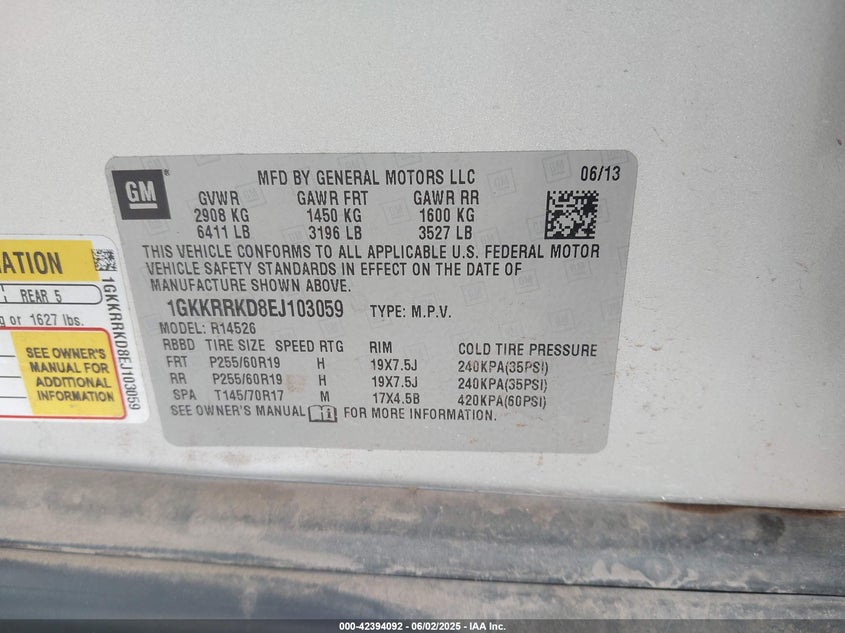 GM
MFD BY GENERAL MOTORS LLC 06/13
GVWR GAWR FRT GAWR RR
2908 KG 1450 KG 1600 KG
6411 LB 3196 LB 3527 LB
THIS VEHICLE CONFORMS TO ALL APPLICABLE U.S. FEDERAL MOTOR
VEHICLE SAFETY STANDARDS IN EFFECT ON THE DATE OF
MANUFACTURE SHOWN ABOVE.
1GKKRRKD8EJ103059 TYPE: M.P.V.
MODEL: R14526
RBBD TIRE SIZE SPEED RTG RIM COLD TIRE PRESSURE
FRT P255/60R19 H 19X7.5J 240KPA(35PSI)
RR P255/60R19 H 19X7.5J 240KPA(35PSI)
SPA T145/70R17 M 17X4.5B 420KPA(60PSI)
SEE OWNER'S MANUAL FOR MORE INFORMATION.
REAR 5
or 1627 lbs.
SEE OWNER'S
MANUAL FOR
ADDITIONAL
INFORMATION
1GKKRRKD8EJ103059
000-42394092 - 06/02/2025 - IAA Inc.